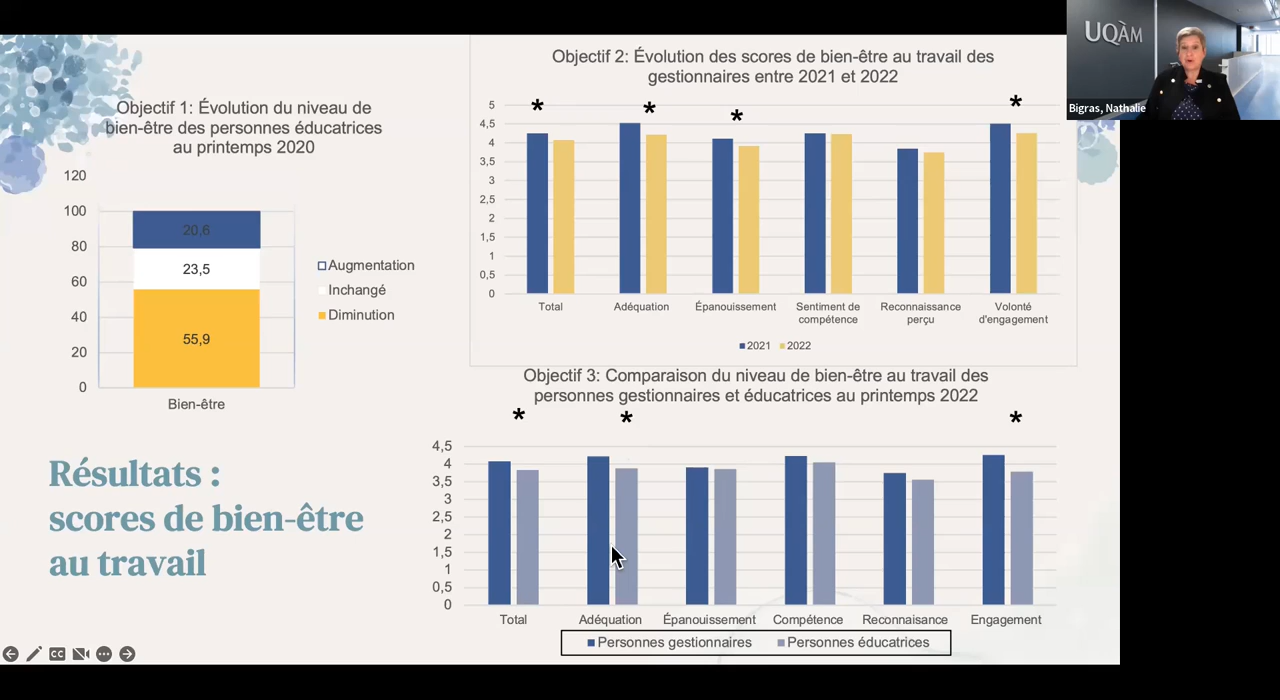 Objectif 1: Évolution du niveau de
bien-être des personnes éducatrices
au printemps 2020
120
100
80
60
40
20
0
20,6
23,5
55,9
Bien-être
Augmentation
Inchangé
Diminution
Résultats :
scores de bien-être
au travail
Objectif 2: Évolution des scores de bien-être au travail des
gestionnaires entre 2021 et 2022
* * * *
5
4,5
4
3,5
3
2,5
2
1,5
1
0,5
0
Total Adéquation Épanouissement Sentiment de Reconnaissance Volonté
compétence perçu d'engagement
2021 2022
Objectif 3: Comparaison du niveau de bien-être au travail des
personnes gestionnaires et éducatrices au printemps 2022
* * *
4,5
4
3,5
3
2,5
2
1,5
1
0,5
0
Total Adéquation Épanouissement Compétence Reconnaisance Engagement
Personnes gestionnaires Personnes éducatrices
UQÀM
Bigras, Nathalie
CC